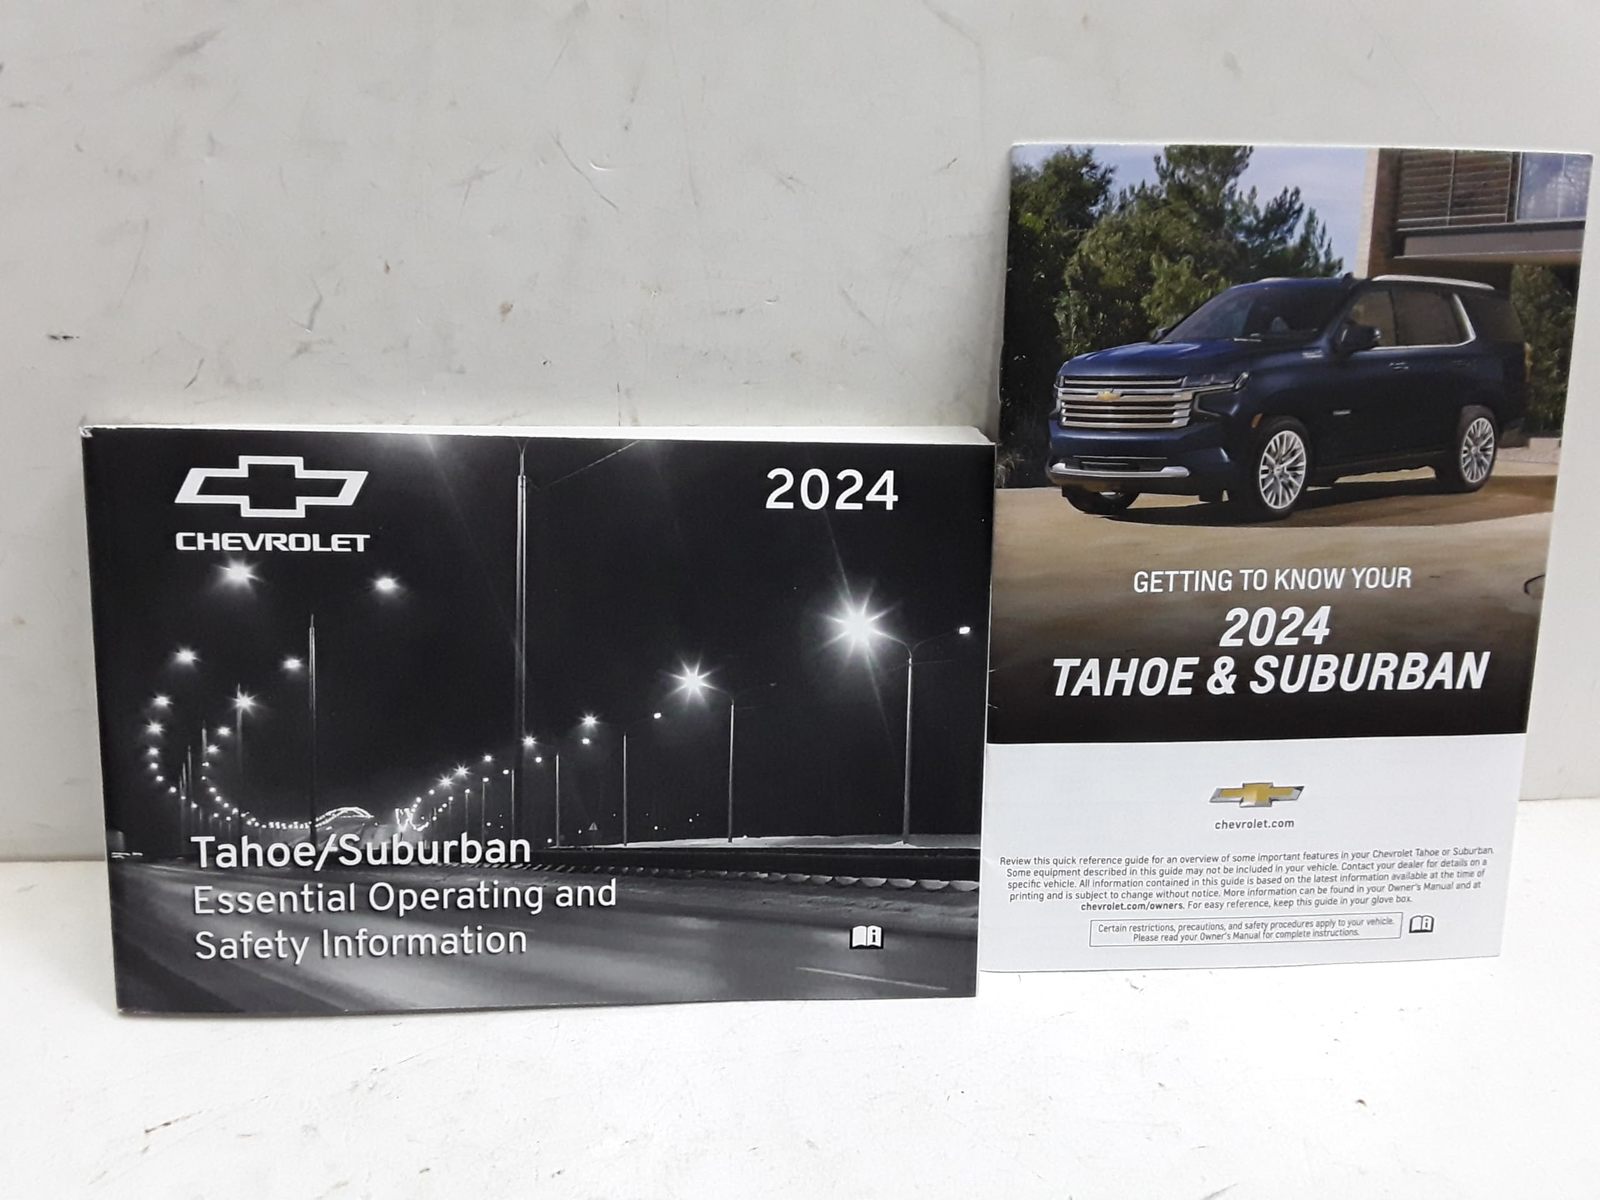 CHEVROLET
2024
Tahoe/Suburban
Essential Operating and
Safety Information
GETTING TO KNOW YOUR
2024
TAHOE & SUBURBAN
chevrolet.com
Review this quick reference guide for an overview of some important features in your Chevrolet Tahoe or Suburban.
Some equipment described in this guide may not be included in your vehicle. Contact your dealer for details on a
specific vehicle. All information contained in this guide is based on the latest information available at the time of
printing and is subject to change without notice. More information can be found in your Owner's Manual and at
chevrolet.com/owners. For easy reference, keep this guide in your glove box.
Certain restrictions, precautions, and safety procedures apply to your vehicle.
Please read your Owner's Manual for complete instructions.